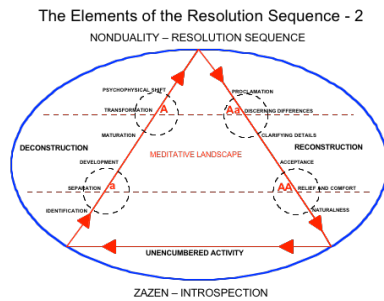 The Elements of the Resolution Sequence - 2
NONDUALITY – RESOLUTION SEQUENCE
PSYCHOPHYSICAL SHIFT
PROCLAMATION
TRANSFORMATION
A
Aa
DISCERNING DIFFERENCES
MATURATION
CLARIFYING DETAILS
DECONSTRUCTION
MEDITATIVE LANDSCAPE
RECONSTRUCTION
DEVELOPMENT
ACCEPTANCE
SEPARATION
a
AA
RELIEF AND COMFORT
IDENTIFICATION
NATURALNESS
UNENCUMBERED ACTIVITY
ZAZEN – INTROSPECTION